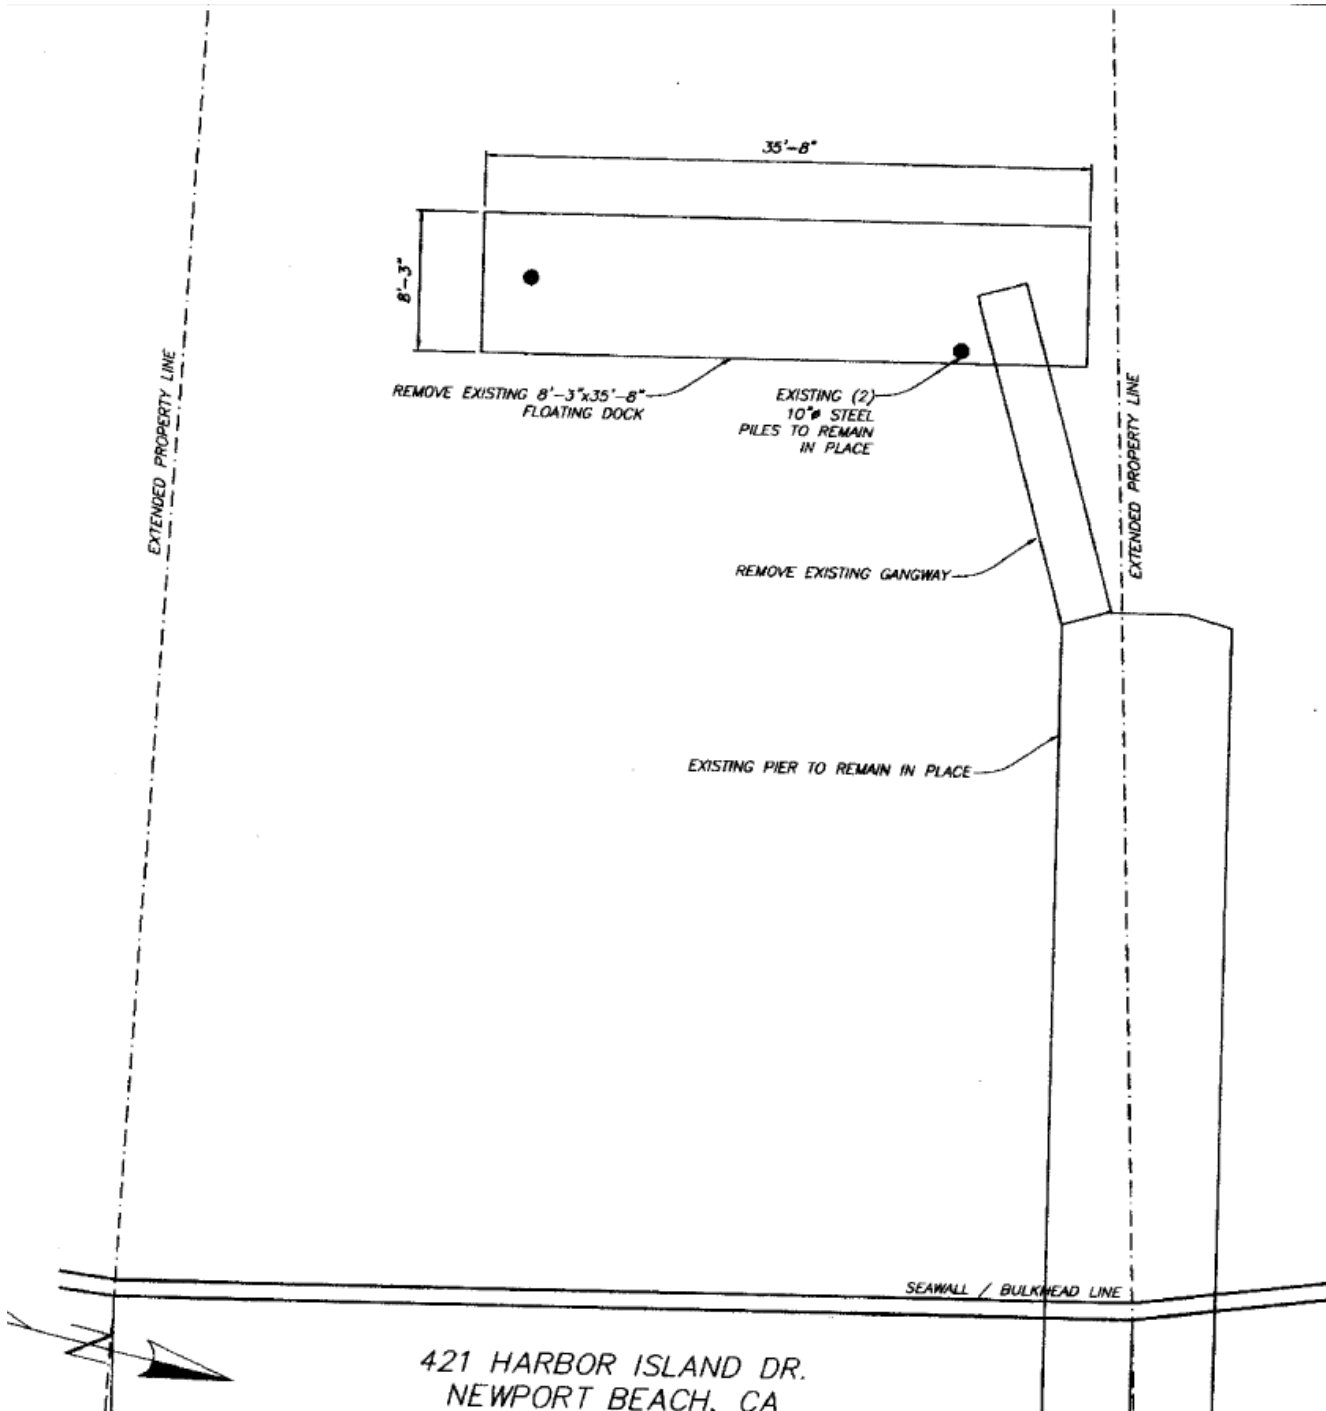 35'-8"
8'-3"
REMOVE EXISTING 8'-3"x35'-8"
FLOATING DOCK
EXISTING (2)
10"ø STEEL
PILES TO REMAIN
IN PLACE
EXTENDED PROPERTY LINE
EXTENDED PROPERTY LINE
REMOVE EXISTING GANGWAY
EXISTING PIER TO REMAIN IN PLACE
SEAWALL / BULKHEAD LINE
N
421 HARBOR ISLAND DR.
NEWPORT BEACH, CA